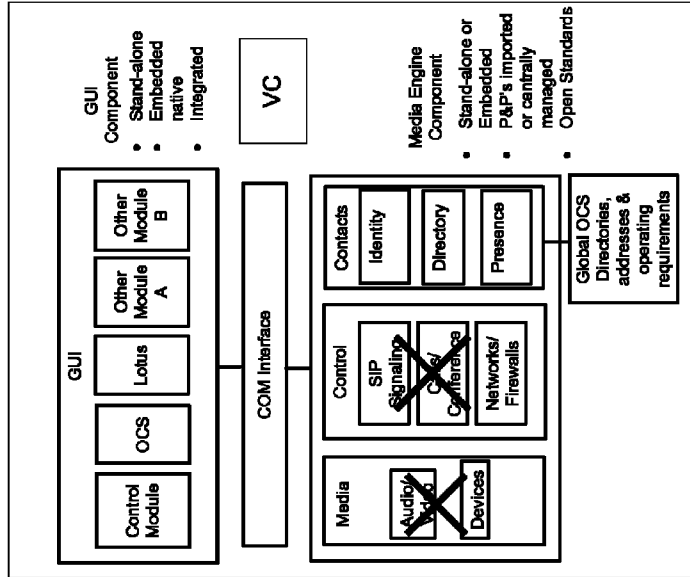 GUI
Control
Module
OCS
Lotus
Other
Module
A
Other
Module
B
GUI
Component
• Stand-alone
• Embedded
native
• Integrated
COM Interface
VC
Media
Audio/
Video
Devices
Control
SIP
Signaling
Calls/
Conference
Networks/
Firewalls
Contacts
Identity
Directory
Presence
Media Engine
Component
• Stand-alone or
Embedded
• P&P's imported
or centrally
managed
• Open Standards
Global OCS
Directories,
addresses &
operating
requirements